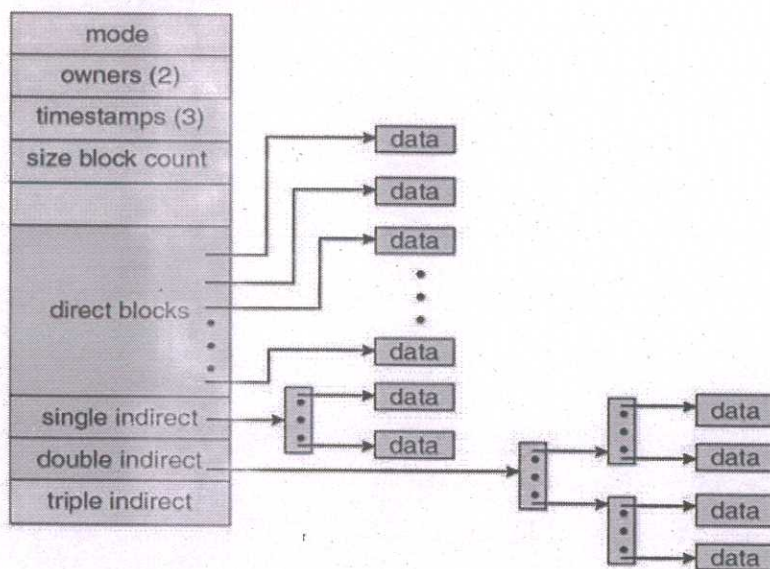 mode
owners (2)
timestamps (3)
size block count
data
data
data
direct blocks
data
data
single indirect
data
double indirect
triple indirect
data
data
data
data